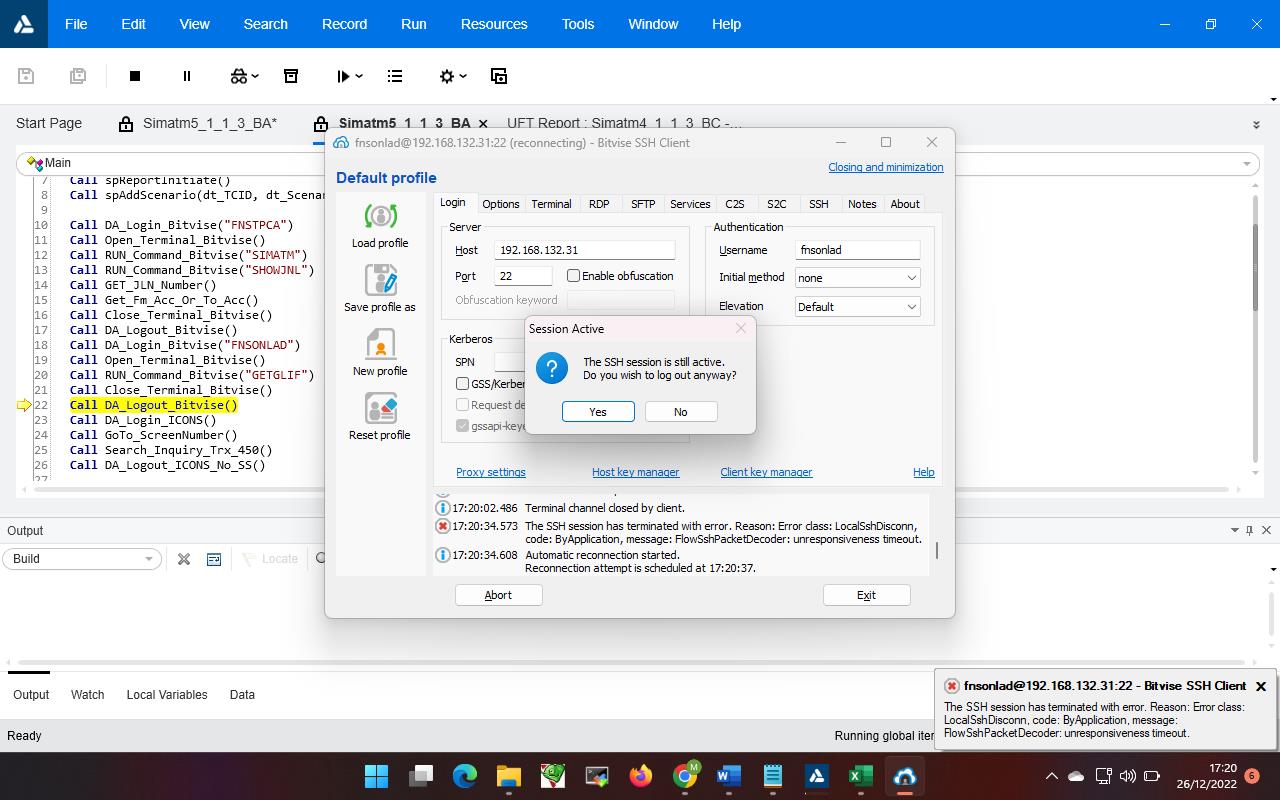 File Edit View Search Record Run Resources Tools Window Help
Start Page Simatm5_1_1_3_BA* Simatm5_1_1_3_BA UFT Report : Simatm4_1_1_3_BC -...
Main
7 Call spReportInitiate()
8 Call spAddScenario(dt_TCID, dt_Scenar
9
10 Call DA_Login_Bitvise("FNSTPCA")
11 Call Open_Terminal_Bitvise()
12 Call RUN_Command_Bitvise("SIMATM")
13 Call RUN_Command_Bitvise("SHOWJNL")
14 Call GET_JLN_Number()
15 Call Get_Fm_Acc_Or_To_Acc()
16 Call Close_Terminal_Bitvise()
17 Call DA_Logout_Bitvise()
18 Call DA_Login_Bitvise("FNSONLAD")
19 Call Open_Terminal_Bitvise()
20 Call RUN_Command_Bitvise("GETGLIF")
21 Call Close_Terminal_Bitvise()
22 Call DA_Logout_Bitvise()
23 Call DA_Login_ICONS()
24 Call GoTo_ScreenNumber()
25 Call Search_Inquiry_Trx_450()
26 Call DA_Logout_ICONS_No_SS()
27
fnsonlad@192.168.132.31:22 (reconnecting) - Bitvise SSH Client
Closing and minimization
Default profile
Load profile
Save profile as
New profile
Reset profile
Login Options Terminal RDP SFTP Services C2S S2C SSH Notes About
Server
Host 192.168.132.31
Port 22 Enable obfuscation
Obfuscation keyword
Authentication
Username fnsonlad
Initial method none
Elevation Default
Kerberos
SPN
GSS/Kerber
Request de
gssapi-keye
Session Active
The SSH session is still active.
Do you wish to log out anyway?
Yes No
Proxy settings Host key manager Client key manager Help
17:20:02.486 Terminal channel closed by client.
17:20:34.573 The SSH session has terminated with error. Reason: Error class: LocalSshDisconn,
code: ByApplication, message: FlowSshPacketDecoder: unresponsiveness timeout.
17:20:34.608 Automatic reconnection started.
Reconnection attempt is scheduled at 17:20:37.
Abort Exit
Output
Build Locate
Output Watch Local Variables Data
Ready Running global iter
fnsonlad@192.168.132.31:22 - Bitvise SSH Client
The SSH session has terminated with error. Reason: Error class:
LocalSshDisconn, code: ByApplication, message:
FlowSshPacketDecoder: unresponsiveness timeout.
M
17:20
26/12/2022
6